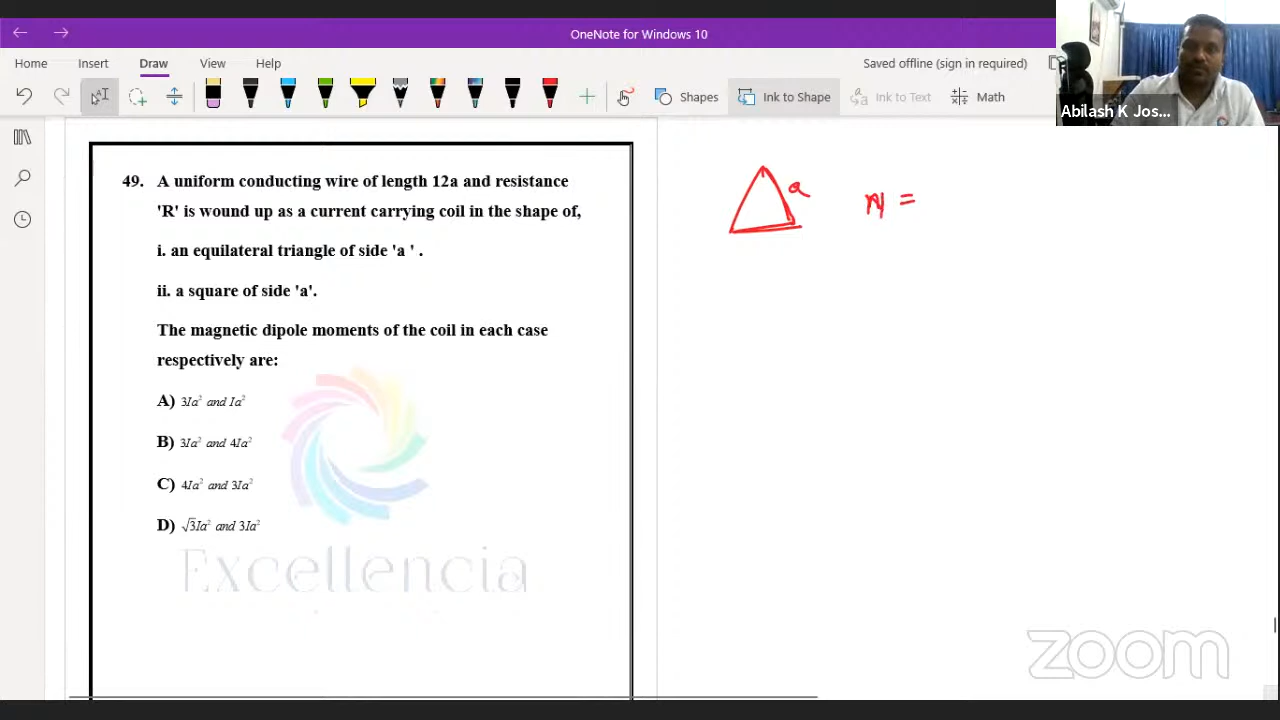 OneNote for Windows 10
Home Insert Draw View Help
Saved offline (sign in required)
Shapes Ink to Shape Ink to Text Math
Abilash K Jos...
49. A uniform conducting wire of length 12a and resistance
'R' is wound up as a current carrying coil in the shape of,
i. an equilateral triangle of side 'a ' .
ii. a square of side 'a'.
The magnetic dipole moments of the coil in each case
respectively are:
A) 3Ia² and Ia²
B) 3Ia² and 4Ia²
C) 4Ia² and 3Ia²
D) √3Ia² and 3Ia²
Excellencia
a
N =
zoom